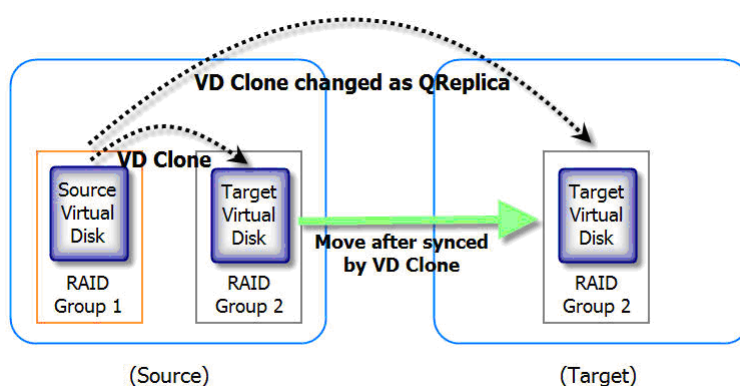 VD Clone changed as QReplica
VD Clone
Source
Virtual
Disk
RAID
Group 1
Target
Virtual
Disk
RAID
Group 2
Move after synced
by VD Clone
Target
Virtual
Disk
RAID
Group 2
(Source)
(Target)